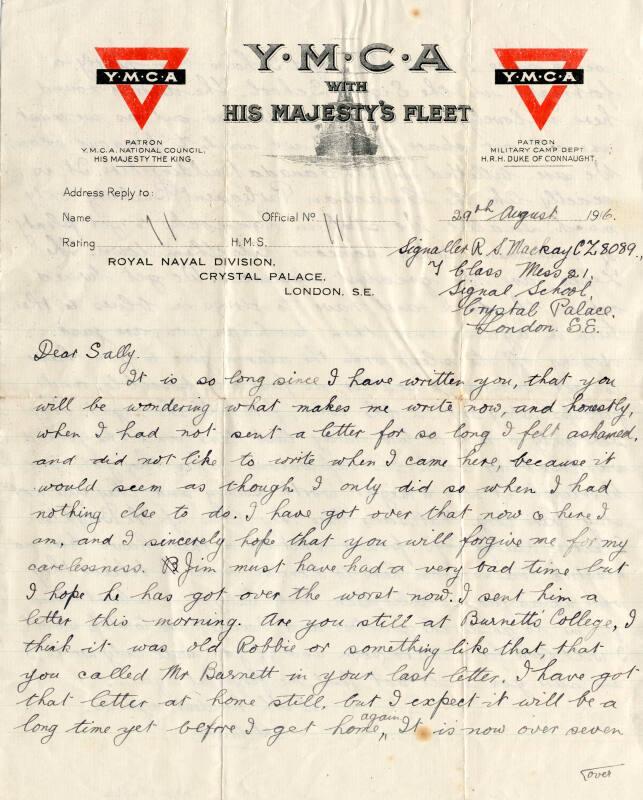 Y·M·C·A
WITH
HIS MAJESTY'S FLEET
Y·M·C·A
PATRON
Y.M.C.A. NATIONAL COUNCIL,
HIS MAJESTY THE KING.
Y·M·C·A
PATRON
MILITARY CAMP DEPT
H.R.H. DUKE OF CONNAUGHT.
Address Reply to:
Name 11 Official No. 11
29th August 1916.
Rating H.M.S.
ROYAL NAVAL DIVISION,
CRYSTAL PALACE,
LONDON, S.E.
Signaller R. S. Mackay CZ 8089.,
Class Mess 21,
Signal School,
Crystal Palace.
London. S.E.
Dear Sally.
It is so long since I have written you, that you
will be wondering what makes me write now, and honestly,
when I had not sent a letter for so long I felt ashamed,
and did not like to write when I came here, because it
would seem as though I only did so when I had
nothing else to do. I have got over that now & here I
am, and I sincerely hope that you will forgive me for my
carelessness. Jim must have had a very bad time but
I hope he has got over the worst now. I sent him a
letter this morning. Are you still at Burnett's College, I
think it was old Robbie or something like that, that
you called Mr Barnett in your last letter. I have got
that letter at home still, but I expect it will be a
long time yet before I get home again. It is now over seven
over